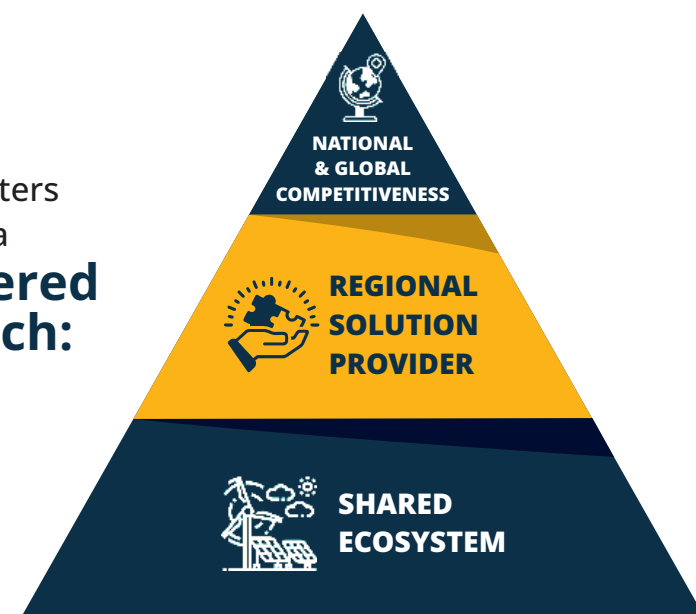 ters
a
ered
ch:
NATIONAL
& GLOBAL
COMPETITIVENESS
REGIONAL
SOLUTION
PROVIDER
SHARED
ECOSYSTEM